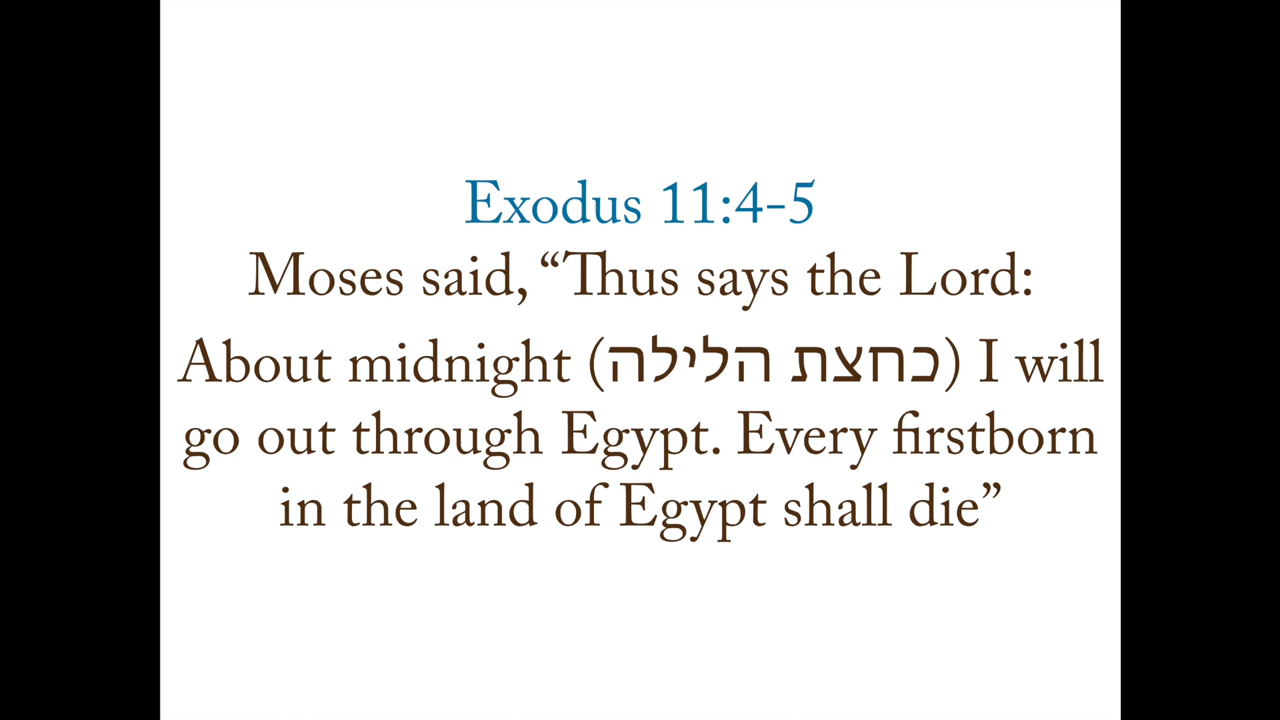 Exodus 11:4-5
Moses said, “Thus says the Lord:
About midnight (כחצת הלילה) I will
go out through Egypt. Every firstborn
in the land of Egypt shall die”